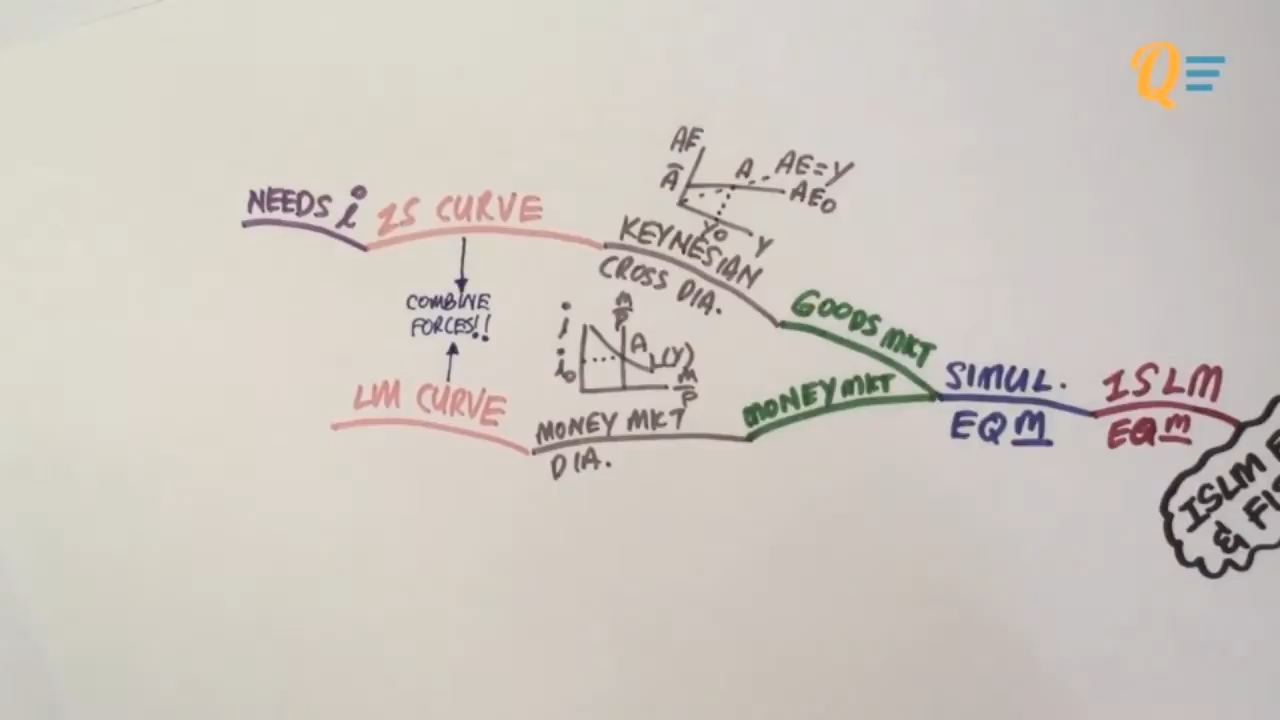 AE
Ā
A
AE=Y
AE₀
Y₀
Y
NEEDS i
IS CURVE
KEYNESIAN
CROSS DIA.
COMBINE
FORCES!!
i
M/P
i₀
A
L(Y)
M/P
GOODS MKT
LM CURVE
MONEY MKT
DIA.
MONEY MKT
SIMUL.
EQM
ISLM
EQM
ISLM
&
Q